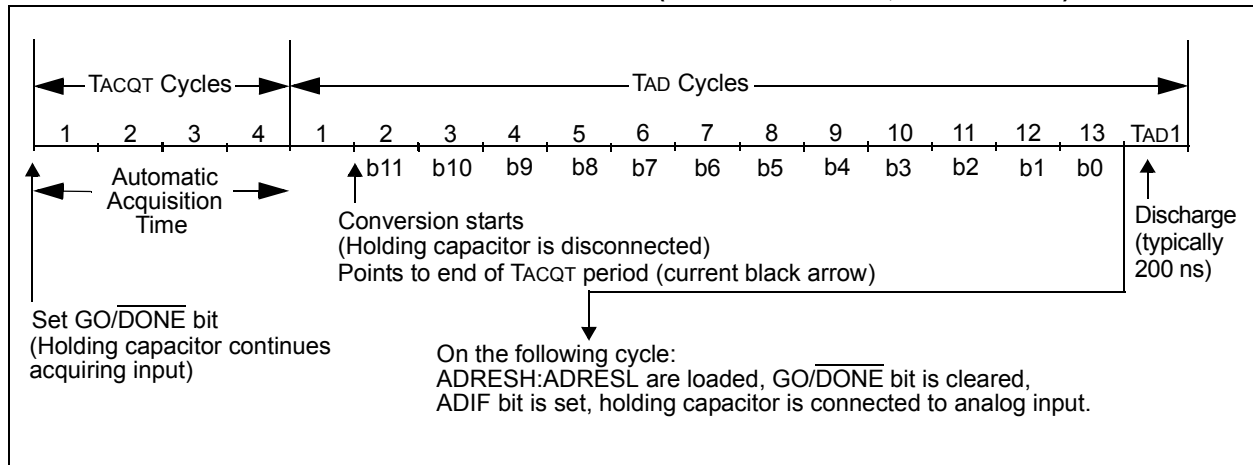 TACQT Cycles TAD Cycles
1 2 3 4 1 2 3 4 5 6 7 8 9 10 11 12 13 TAD1
b11 b10 b9 b8 b7 b6 b5 b4 b3 b2 b1 b0
Automatic
Acquisition
Time
Conversion starts
(Holding capacitor is disconnected)
Points to end of TACQT period (current black arrow)
Discharge
(typically
200 ns)
Set GO/DONE bit
(Holding capacitor continues
acquiring input)
On the following cycle:
ADRESH:ADRESL are loaded, GO/DONE bit is cleared,
ADIF bit is set, holding capacitor is connected to analog input.